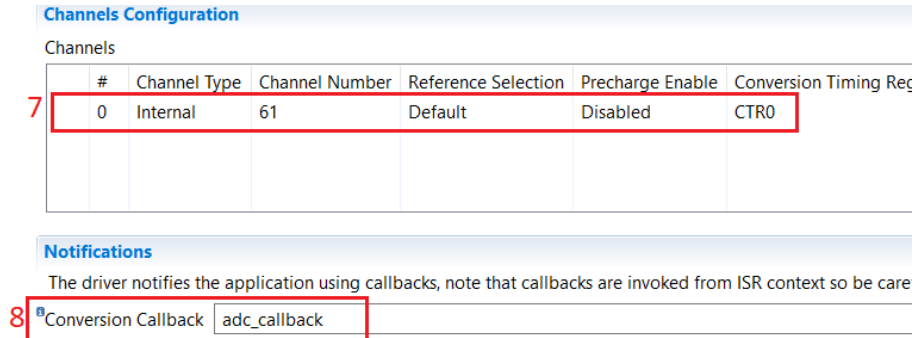 Channels Configuration
Channels
# Channel Type Channel Number Reference Selection Precharge Enable Conversion Timing Reg
7 0 Internal 61 Default Disabled CTR0
Notifications
The driver notifies the application using callbacks, note that callbacks are invoked from ISR context so be care
8 Conversion Callback adc_callback